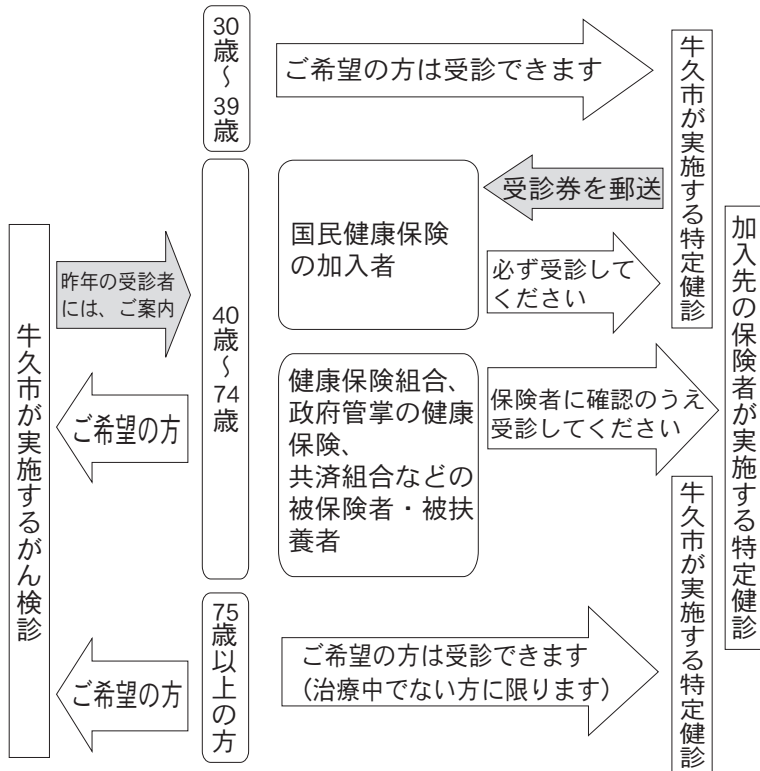 30歳〜39歳
ご希望の方は受診できます
牛久市が実施する特定健診
受診券を郵送
国民健康保険
の加入者
必ず受診して
ください
加入先の保険者が実施する特定健診
昨年の受診者
には、ご案内
40歳〜74歳
牛久市が実施するがん検診
ご希望の方
健康保険組合、
政府管掌の健康
保険、
共済組合などの
被保険者・被扶
養者
保険者に確認のうえ
受診してください
牛久市が実施する特定健診
75歳以上の方
ご希望の方は受診できます
（治療中でない方に限ります）
ご希望の方